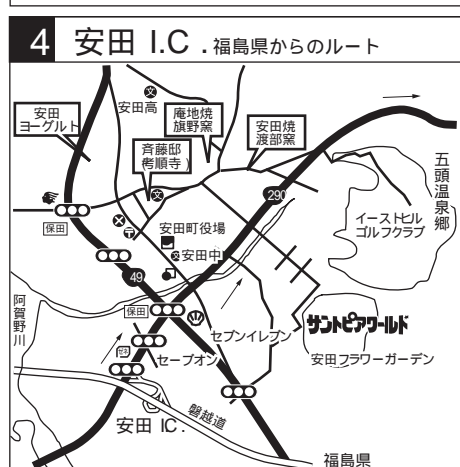 4 安田 I.C . 福島県からのルート
安田
ヨーグルト
安田高
庵地焼
旗野窯
安田焼
渡部窯
斉藤邸
孝順寺)
290
五頭温泉郷
保田
安田町役場
イーストヒル
ゴルフクラブ
安田中
49
阿賀野川
保田
セブンイレブン
サントピアワールド
安田フラワーガーデン
セーブオン
安田 IC.
磐越道
福島県